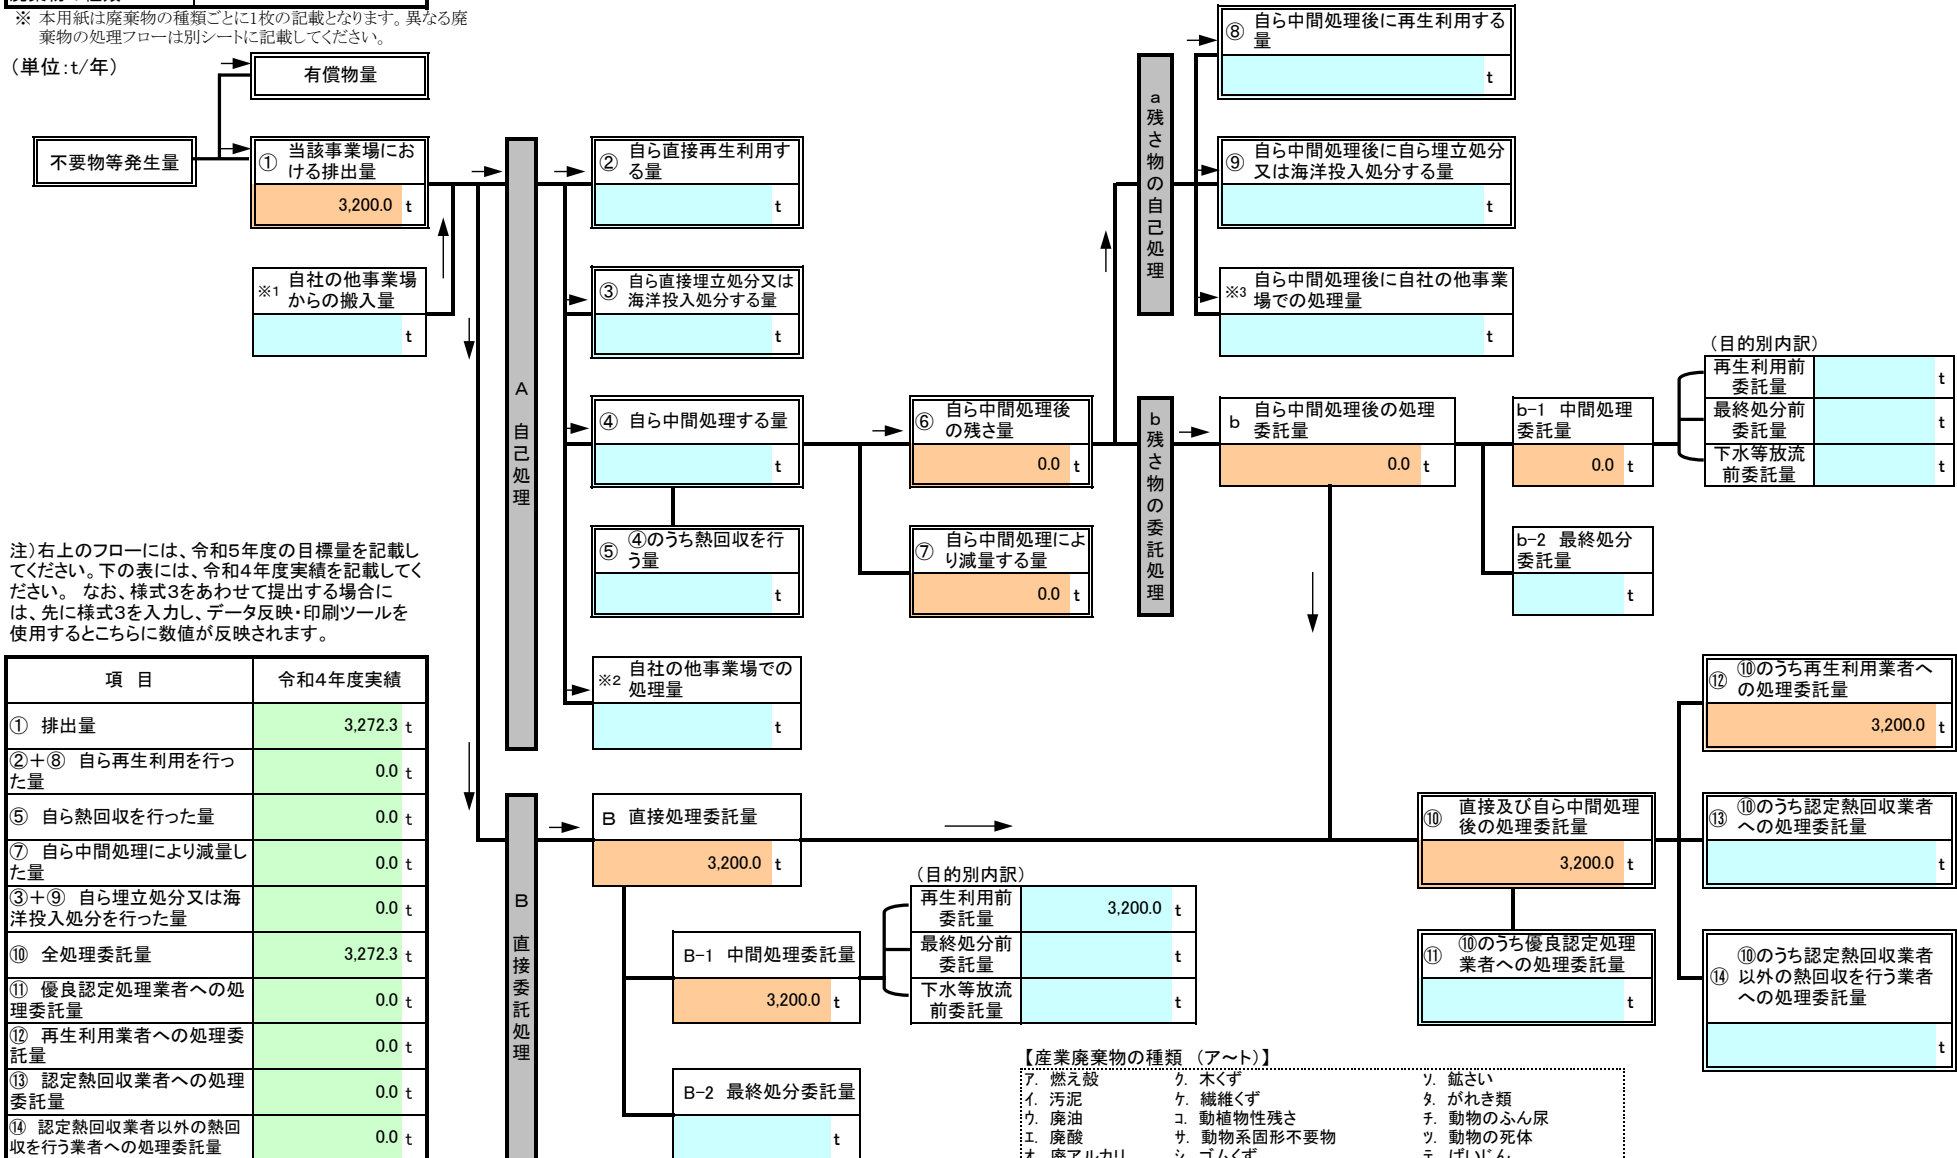 ※ 本用紙は廃棄物の種類ごとに1枚の記載となります。異なる廃
棄物の処理フローは別シートに記載してください。
（単位：t/年）
有償物量
不要物等発生量
① 当該事業場にお
ける排出量
3,200.0 t
※1 自社の他事業場
からの搬入量
t
A 自己処理
② 自ら直接再生利用す
る量
t
③ 自ら直接埋立処分又は
海洋投入処分する量
t
④ 自ら中間処理する量
t
⑤ ④のうち熱回収を行
う量
t
※2 自社の他事業場での
処理量
t
⑥ 自ら中間処理後
の残さ量
0.0 t
⑦ 自ら中間処理によ
り減量する量
0.0 t
a 残さ物の自己処理
⑧ 自ら中間処理後に再生利用する
量
t
⑨ 自ら中間処理後に自ら埋立処分
又は海洋投入処分する量
t
※3 自ら中間処理後に自社の他事業
場での処理量
t
b 残さ物の委託処理
b 自ら中間処理後の処理
委託量
0.0 t
b-1 中間処理
委託量
0.0 t
（目的別内訳）
再生利用前
委託量
t
最終処分前
委託量
t
下水等放流
前委託量
t
b-2 最終処分
委託量
t
注）右上のフローには、令和5年度の目標量を記載し
てください。下の表には、令和4年度実績を記載してく
ださい。 なお、様式3をあわせて提出する場合に
は、先に様式3を入力し、データ反映・印刷ツールを
使用するとこちらに数値が反映されます。
項 目 令和4年度実績
① 排出量 3,272.3 t
②＋⑧ 自ら再生利用を行っ
た量
0.0 t
⑤ 自ら熱回収を行った量 0.0 t
⑦ 自ら中間処理により減量し
た量
0.0 t
③＋⑨ 自ら埋立処分又は海
洋投入処分を行った量
0.0 t
⑩ 全処理委託量 3,272.3 t
⑪ 優良認定処理業者への処
理委託量
0.0 t
⑫ 再生利用業者への処理委
託量
0.0 t
⑬ 認定熱回収業者への処理
委託量
0.0 t
⑭ 認定熱回収業者以外の熱回
収を行う業者への処理委託量
0.0 t
B 直接委託処理
B 直接処理委託量
3,200.0 t
B-1 中間処理委託量
3,200.0 t
（目的別内訳）
再生利用前
委託量
3,200.0 t
最終処分前
委託量
t
下水等放流
前委託量
t
B-2 最終処分委託量
t
⑩ 直接及び自ら中間処理
後の処理委託量
3,200.0 t
⑪ ⑩のうち優良認定処理
業者への処理委託量
t
⑫ ⑩のうち再生利用業者へ
の処理委託量
3,200.0 t
⑬ ⑩のうち認定熱回収業者
への処理委託量
t
⑭ ⑩のうち認定熱回収業者
以外の熱回収を行う業者
への処理委託量
t
【産業廃棄物の種類 （ア～ト）】
ア. 燃え殻 ク. 木くず ソ. 鉱さい
イ. 汚泥 ケ. 繊維くず タ. がれき類
ウ. 廃油 コ. 動植物性残さ チ. 動物のふん尿
エ. 廃酸 サ. 動物系固形不要物 ツ. 動物の死体
オ. 廃アルカリ シ. ゴムくず テ. ばいじん